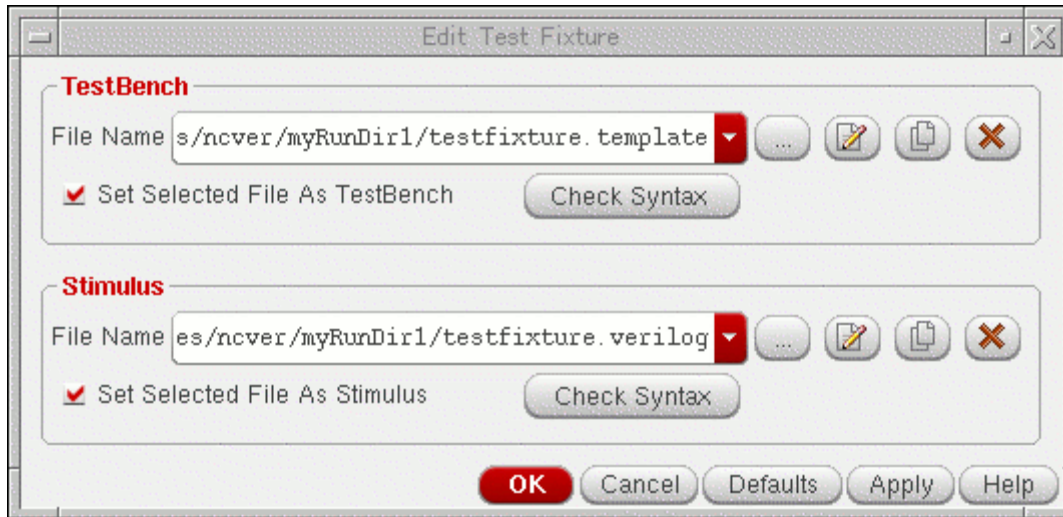 Edit Test Fixture
TestBench
File Name s/ncver/myRunDir1/testfixture.template ...
Set Selected File As TestBench Check Syntax
Stimulus
File Name es/ncver/myRunDir1/testfixture.verilog ...
Set Selected File As Stimulus Check Syntax
OK Cancel Defaults Apply Help